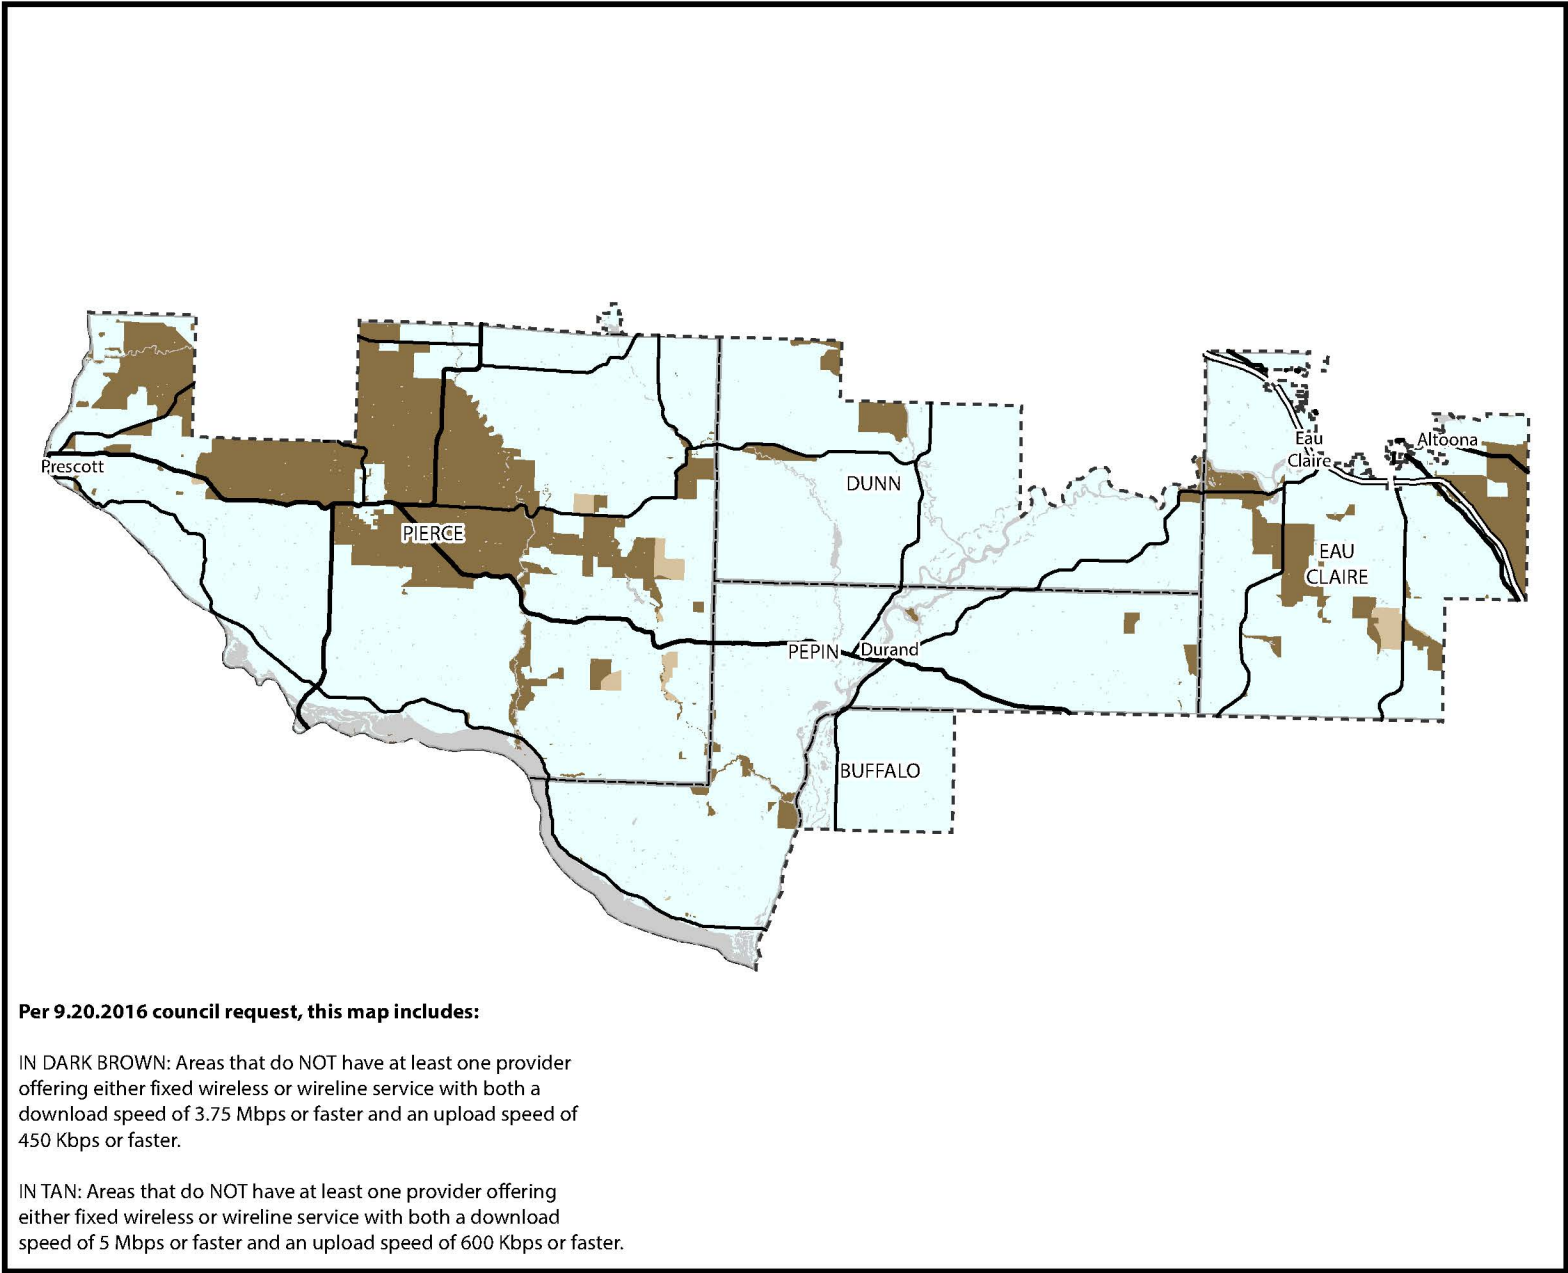 Eau
Claire
Altoona
Prescott
DUNN
PIERCE
EAU
CLAIRE
PEPIN
Durand
BUFFALO
Per 9.20.2016 council request, this map includes:
IN DARK BROWN: Areas that do NOT have at least one provider
offering either fixed wireless or wireline service with both a
download speed of 3.75 Mbps or faster and an upload speed of
450 Kbps or faster.
IN TAN: Areas that do NOT have at least one provider offering
either fixed wireless or wireline service with both a download
speed of 5 Mbps or faster and an upload speed of 600 Kbps or faster.